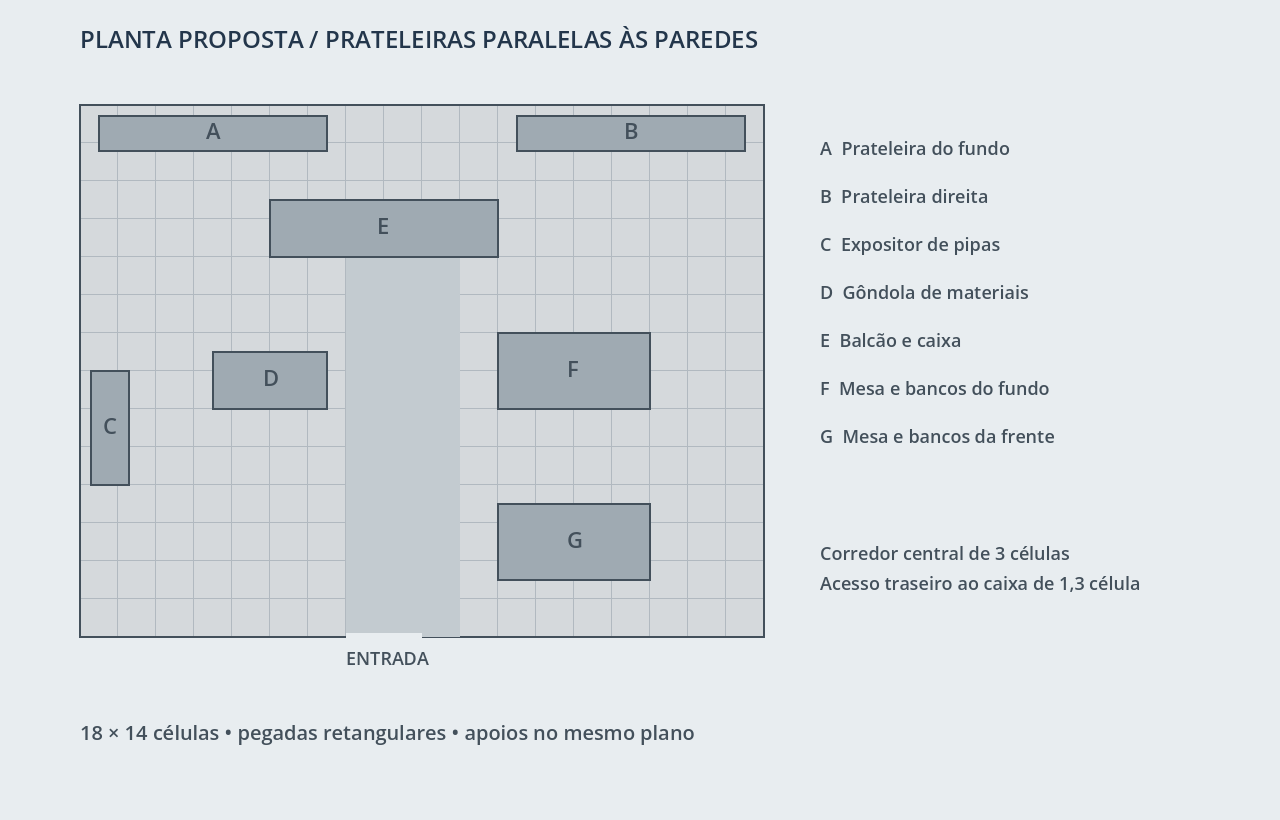 PLANTA PROPOSTA / PRATELEIRAS PARALELAS ÀS PAREDES
A
B
E
D
F
C
G
ENTRADA
A Prateleira do fundo
B Prateleira direita
C Expositor de pipas
D Gôndola de materiais
E Balcão e caixa
F Mesa e bancos do fundo
G Mesa e bancos da frente
Corredor central de 3 células
Acesso traseiro ao caixa de 1,3 célula
18 × 14 células • pegadas retangulares • apoios no mesmo plano